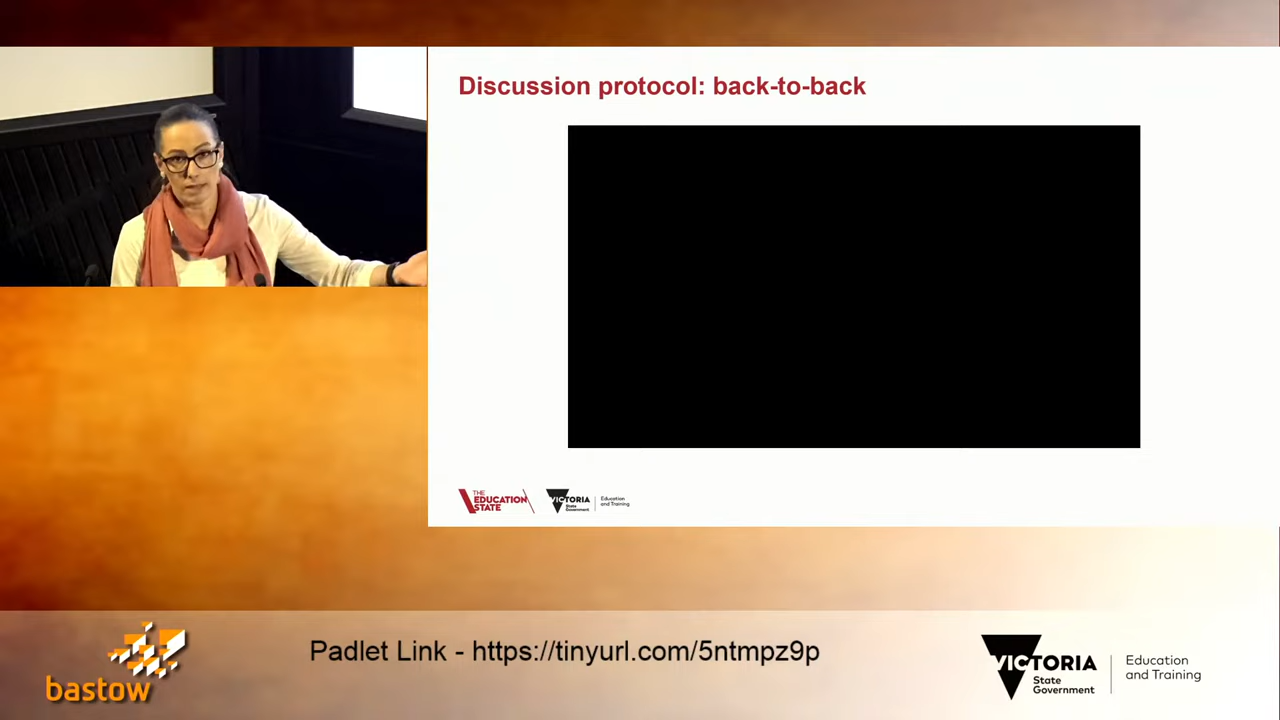 Discussion protocol: back-to-back
THE
EDUCATION
STATE
VICTORIA
State
Government
Education
and Training
bastow
Padlet Link - https://tinyurl.com/5ntmpz9p
VICTORIA
State
Government
Education
and Training